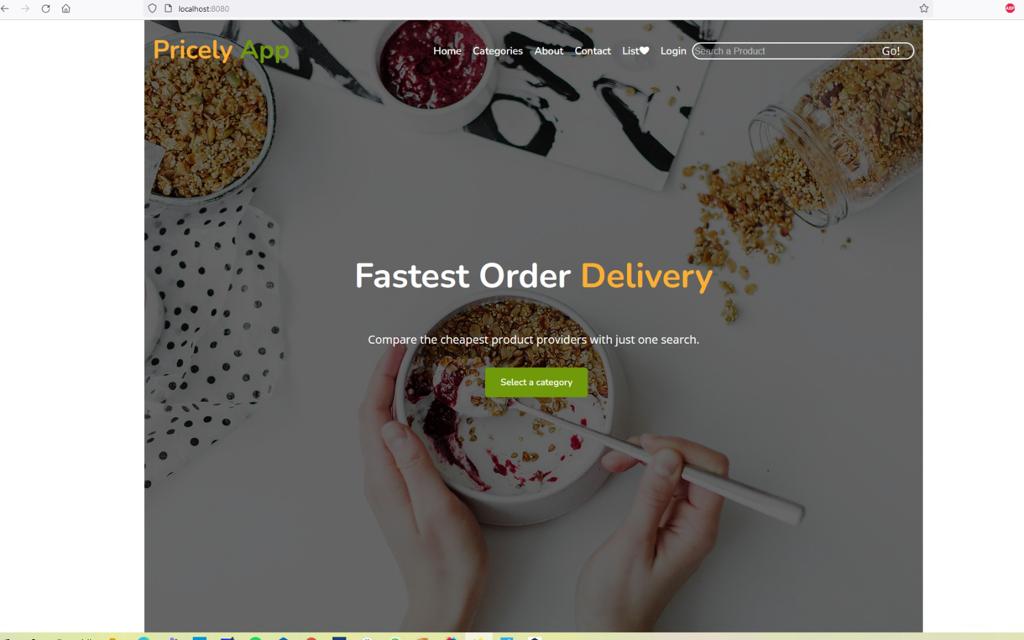 localhost:8080
ABP
Pricely App
Home Categories About Contact List♥ Login Search a Product Go!
Fastest Order Delivery
Compare the cheapest product providers with just one search.
Select a category